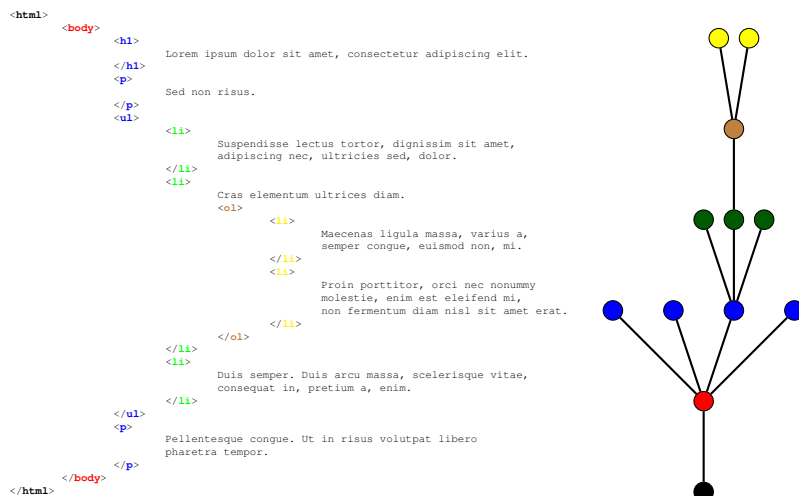 <html>
<body>
<h1>
Lorem ipsum dolor sit amet, consectetur adipiscing elit.
</h1>
<p>
Sed non risus.
</p>
<ul>
<li>
Suspendisse lectus tortor, dignissim sit amet,
adipiscing nec, ultricies sed, dolor.
</li>
<li>
Cras elementum ultrices diam.
<ol>
<li>
Maecenas ligula massa, varius a,
semper congue, euismod non, mi.
</li>
<li>
Proin porttitor, orci nec nonummy
molestie, enim est eleifend mi,
non fermentum diam nisl sit amet erat.
</li>
</ol>
</li>
<li>
Duis semper. Duis arcu massa, scelerisque vitae,
consequat in, pretium a, enim.
</li>
</ul>
<p>
Pellentesque congue. Ut in risus volutpat libero
pharetra tempor.
</p>
</body>
</html>